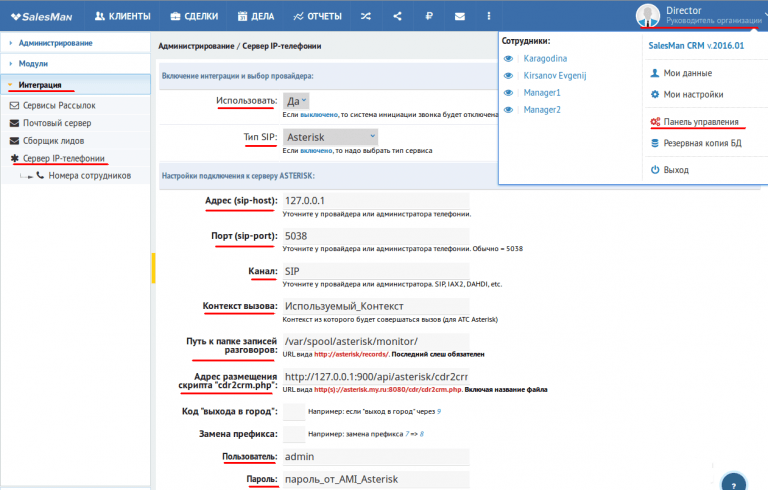 SalesMan
КЛИЕНТЫ
СДЕЛКИ
ДЕЛА
ОТЧЕТЫ
Director
Руководитель организации
Администрирование
Модули
Интеграция
Сервисы Рассылок
Почтовый сервер
Сборщик лидов
Сервер IP-телефонии
Номера сотрудников
Администрирование / Сервер IP-телефонии
Включение интеграции и выбор провайдера:
Использовать: Да
Если выключено, то система инициации звонка будет отключена
Тип SIP: Asterisk
Если включено, то надо выбрать тип сервиса
Настройки подключения к серверу ASTERISK:
Адрес (sip-host): 127.0.0.1
Уточните у провайдера или администратора телефонии.
Порт (sip-port): 5038
Уточните у провайдера или администратора телефонии. Обычно = 5038
Канал: SIP
Уточните у провайдера или администратора. SIP, IAX2, DAHDI, etc.
Контекст вызова: Используемый_Контекст
Контекст из которого будет совершаться вызов (для АТС Asterisk)
Путь к папке записей
разговоров: /var/spool/asterisk/monitor/
URL вида http://asterisk/records/. Последний слеш обязателен
Адрес размещения
скрипта "cdr2crm.php": http://127.0.0.1:900/api/asterisk/cdr2crr
URL вида http(s)://asterisk.my.ru:8080/cdr/cdr2crm.php. Включая название файла
Код "выхода в город": Например: если "выход в город" через 9
Замена префикса: Например: замена префикса 7 => 8
Пользователь: admin
Пароль: пароль_от_AMI_Asterisk
Сотрудники:
Karagodina
Kirsanov Evgenij
Manager1
Manager2
SalesMan CRM v.2016.01
Мои данные
Мои настройки
Панель управления
Резервная копия БД
Выход
?